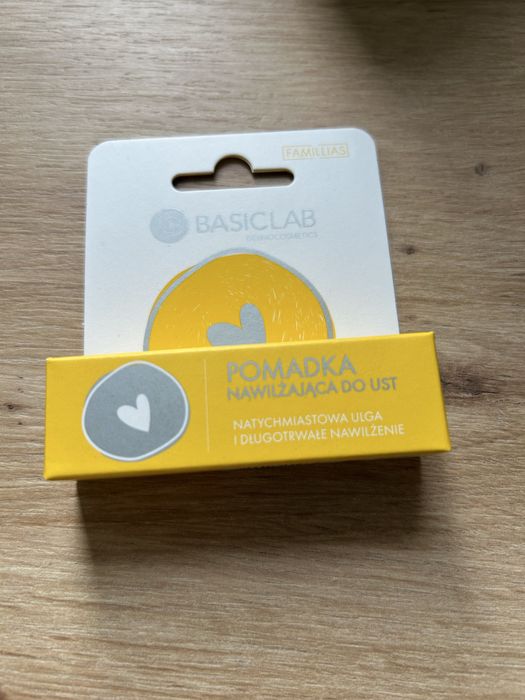 FAMILLIAS
BASICLAB
DERMOCOSMETICS
POMADKA
NAWILŻAJĄCA DO UST
NATYCHMIASTOWA ULGA
I DŁUGOTRWAŁE NAWILŻENIE